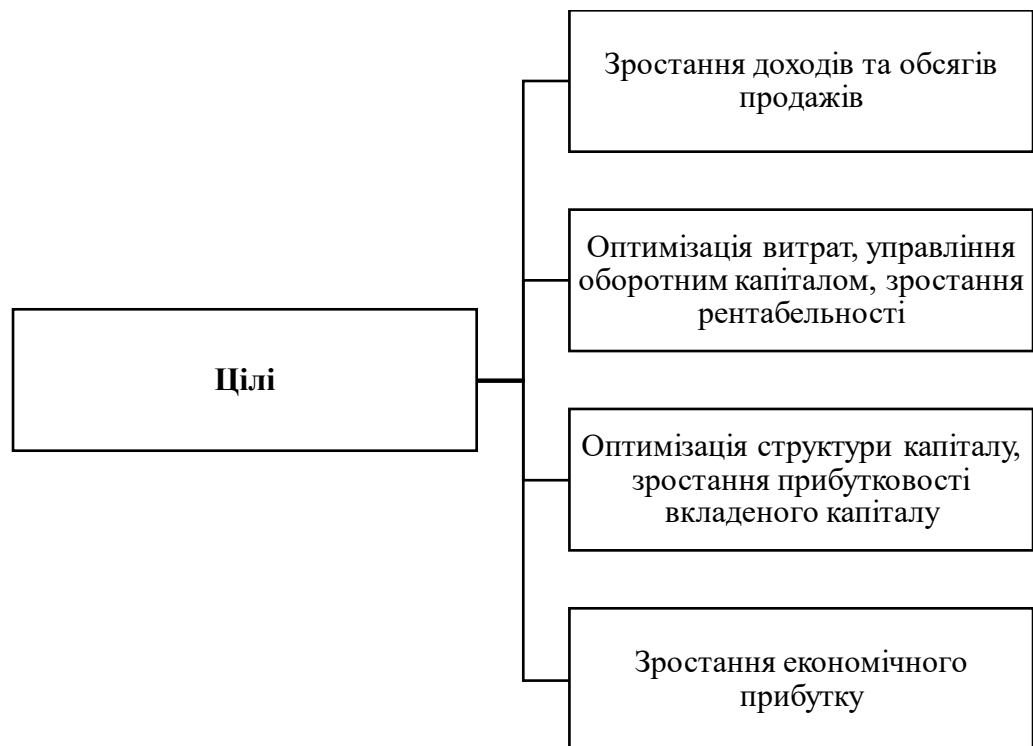 Зростання доходів та обсягів
продажів
Оптимізація витрат, управління
оборотним капіталом, зростання
рентабельності
Цілі
Оптимізація структури капіталу,
зростання прибутковості
вкладеного капіталу
Зростання економічного
прибутку